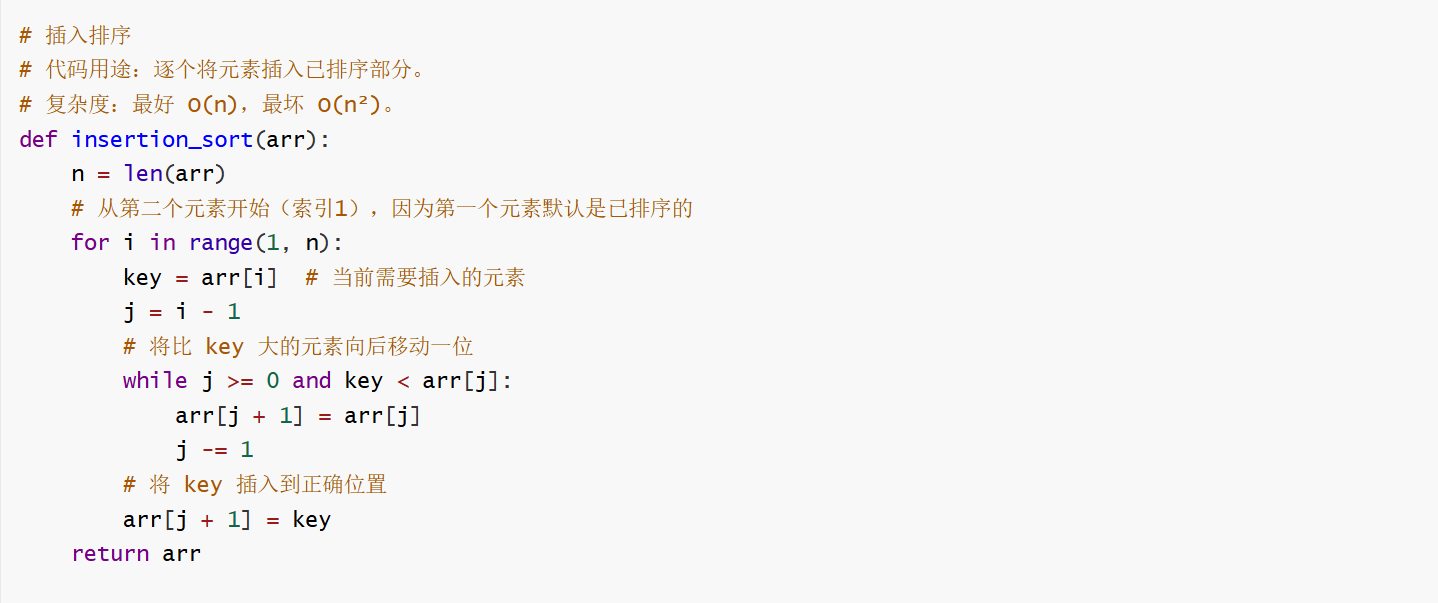 # 插入排序
# 代码用途：逐个将元素插入已排序部分。
# 复杂度：最好 O(n)，最坏 O(n²)。
def insertion_sort(arr):
    n = len(arr)
    # 从第二个元素开始（索引1），因为第一个元素默认是已排序的
    for i in range(1, n):
        key = arr[i]  # 当前需要插入的元素
        j = i - 1
        # 将比 key 大的元素向后移动一位
        while j >= 0 and key < arr[j]:
            arr[j + 1] = arr[j]
            j -= 1
        # 将 key 插入到正确位置
        arr[j + 1] = key
    return arr